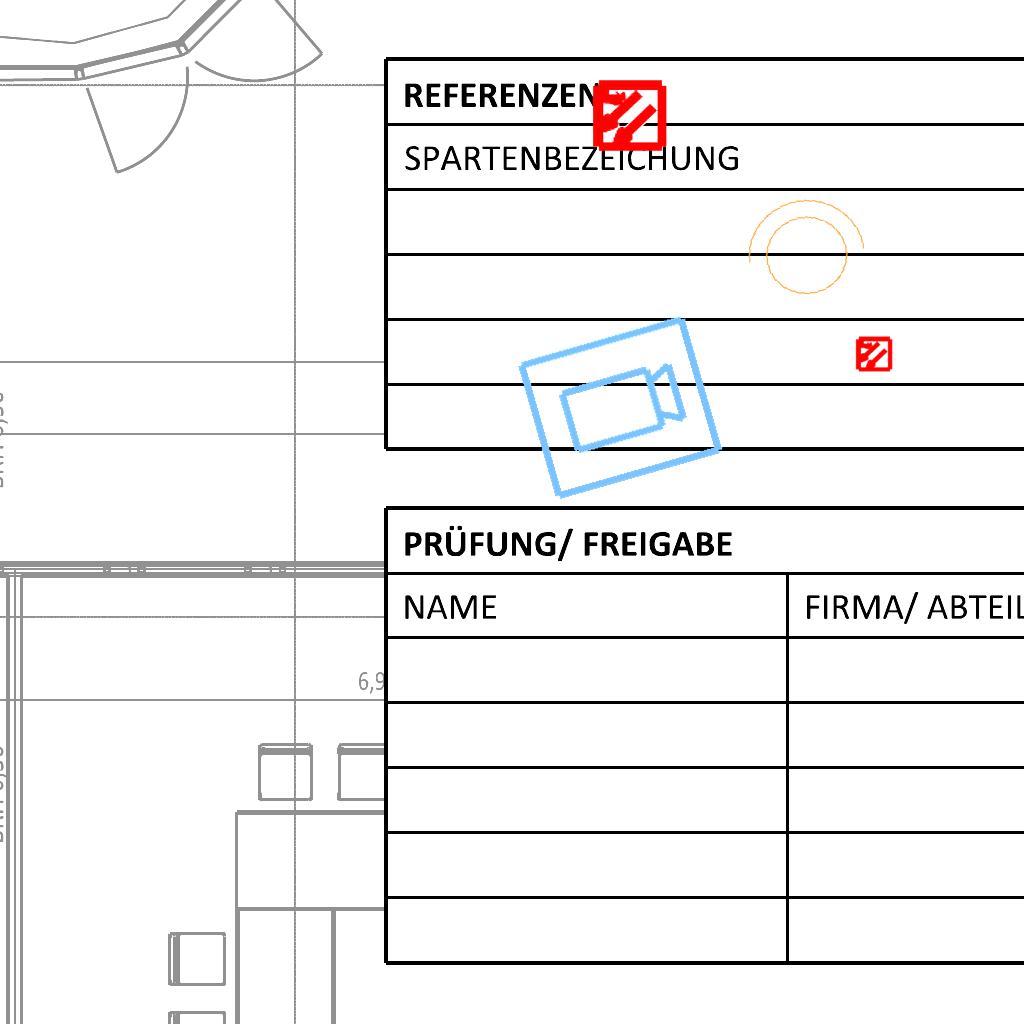 REFERENZEN
SPARTENBEZEICHUNG
PRÜFUNG/ FREIGABE
NAME
FIRMA/ ABTEIL
6,9